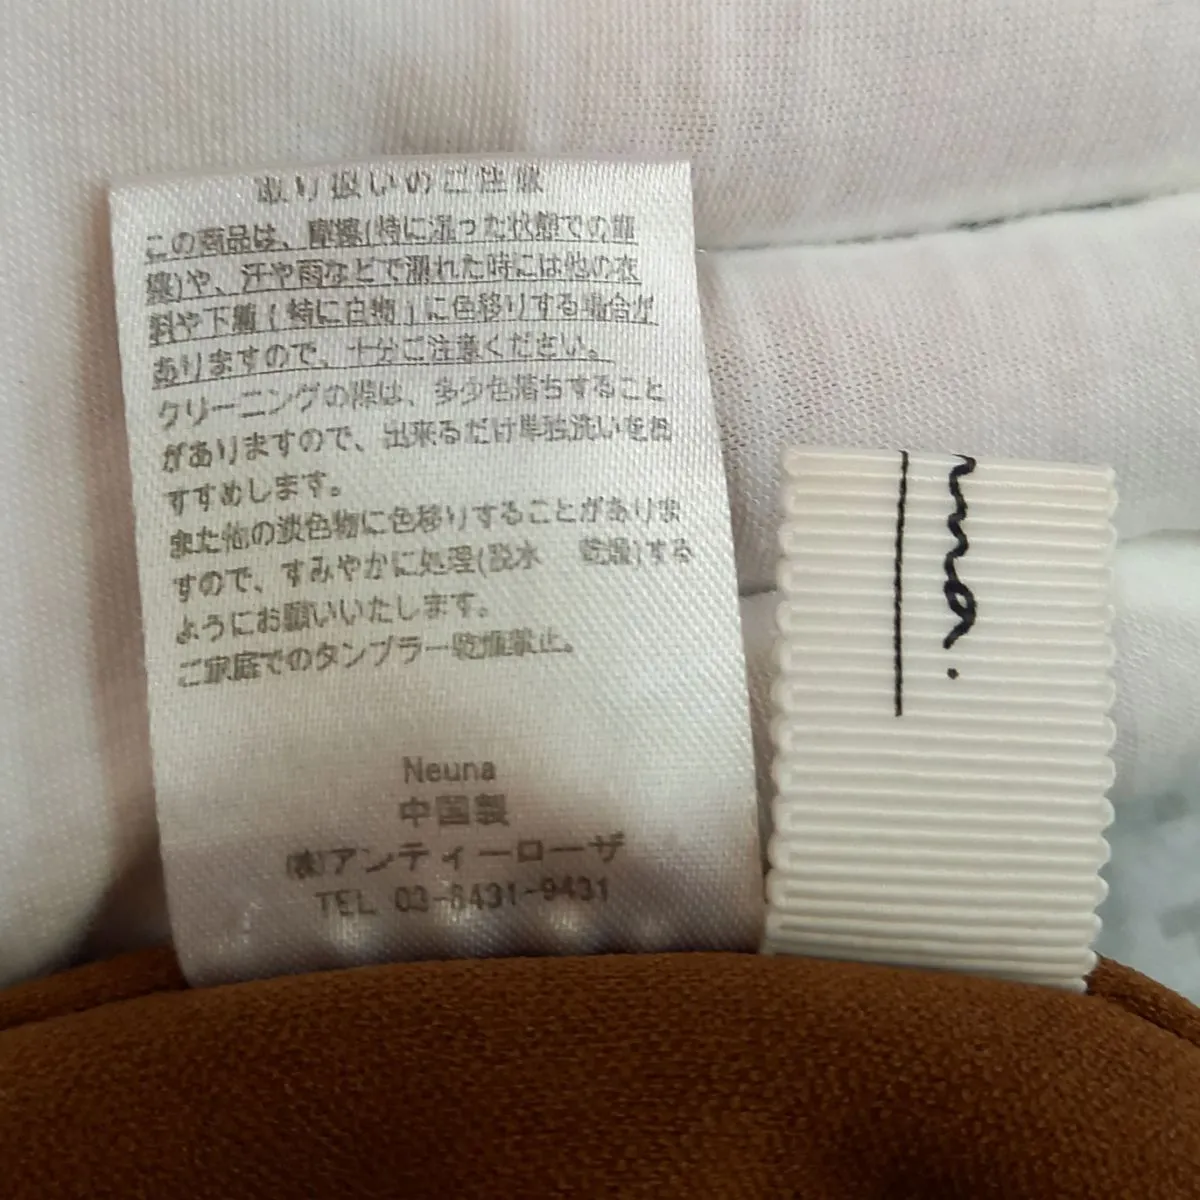 取り扱いのご注意
この商品は、摩擦(特に湿った状態での摩
擦)や、汗や雨などで濡れた時には他の衣
料や下着(特に白物)に色移りする場合が
ありますので、十分ご注意ください。
クリーニングの際は、多少色落ちすること
がありますので、出来るだけ単独洗いをお
すすめします。
また他の淡色物に色移りすることがありま
すので、すみやかに処理(脱水 乾燥)する
ようにお願いいたします。
ご家庭でのタンブラー乾燥禁止。
Neuna
中国製
(株)アンティーローザ
TEL 03-6431-9431